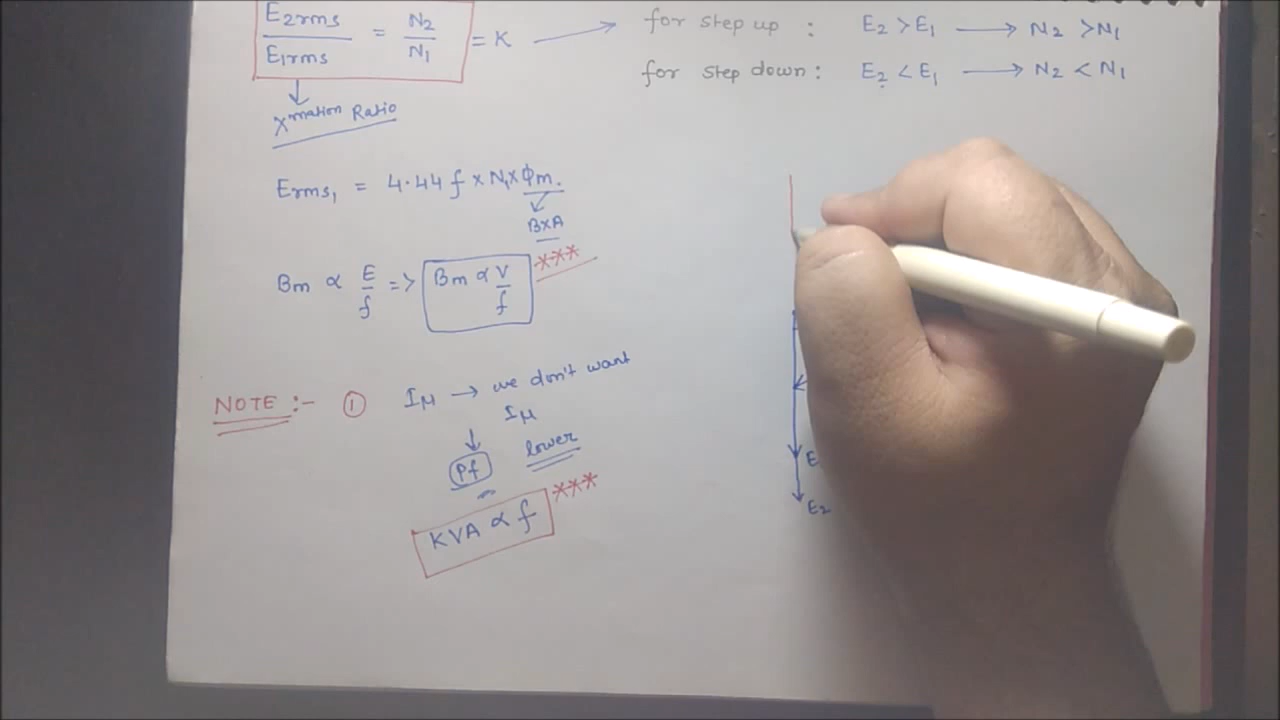 E2rms / E1rms = N2 / N1 = K → for step up : E2 > E1 → N2 > N1
for step down : E2 < E1 → N2 < N1
Xmation Ratio
Erms1 = 4.44 f × N1 × Φm.
B×A
Bm ∝ E / f => Bm ∝ V / f ***
NOTE :- ① Iμ → we don't want
Iμ
Pf lower
KVA ∝ f ***
E2